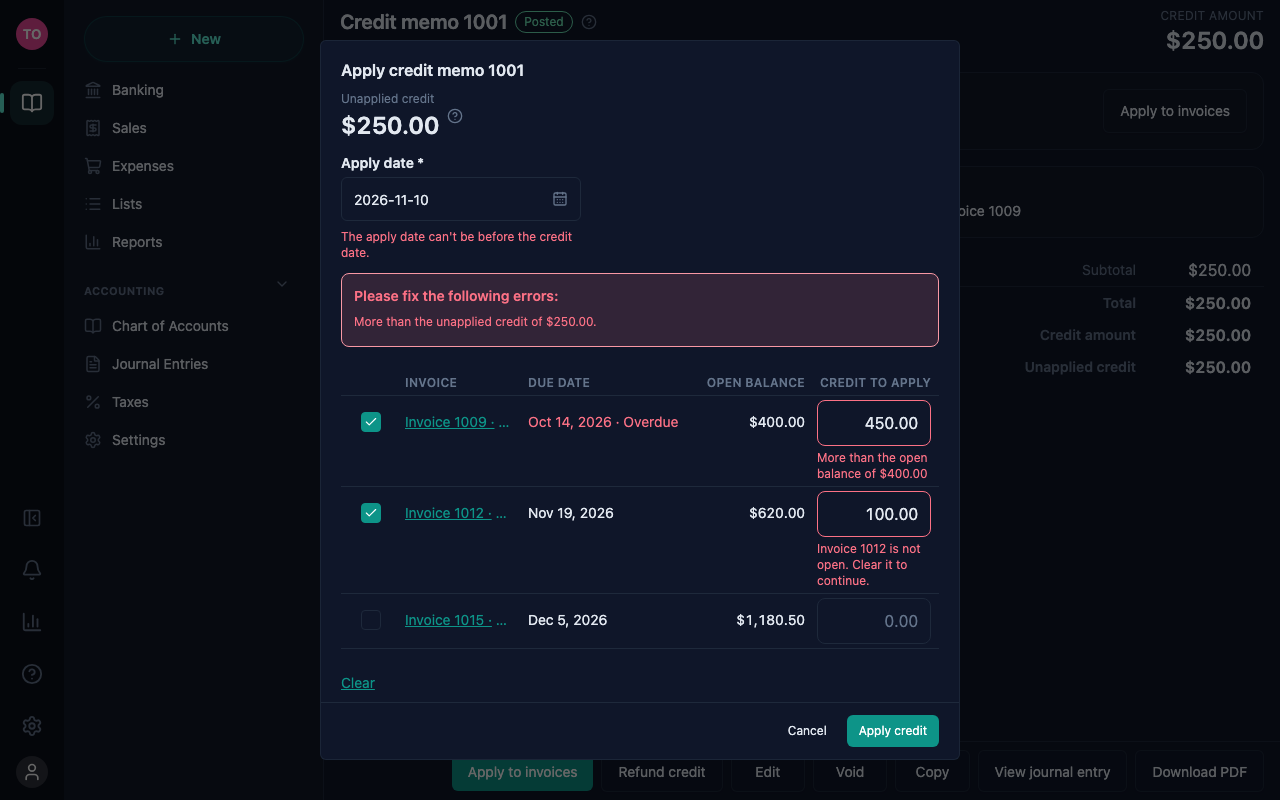 TO
New
Banking
Sales
Expenses
Lists
Reports
ACCOUNTING
Chart of Accounts
Journal Entries
Taxes
Settings
Credit memo 1001 Posted
CREDIT AMOUNT
$250.00
Apply to invoices
Apply credit memo 1001
Unapplied credit
$250.00
Apply date *
2026-11-10
The apply date can't be before the credit
date.
Please fix the following errors:
More than the unapplied credit of $250.00.
INVOICE DUE DATE OPEN BALANCE CREDIT TO APPLY
Invoice 1009 · ... Oct 14, 2026 · Overdue $400.00 450.00
More than the open
balance of $400.00
Invoice 1012 · ... Nov 19, 2026 $620.00 100.00
Invoice 1012 is not
open. Clear it to
continue.
Invoice 1015 · ... Dec 5, 2026 $1,180.50 0.00
Clear
Cancel Apply credit
1009
Subtotal $250.00
Total $250.00
Credit amount $250.00
Unapplied credit $250.00
Apply to invoices Refund credit Edit Void Copy View journal entry Download PDF